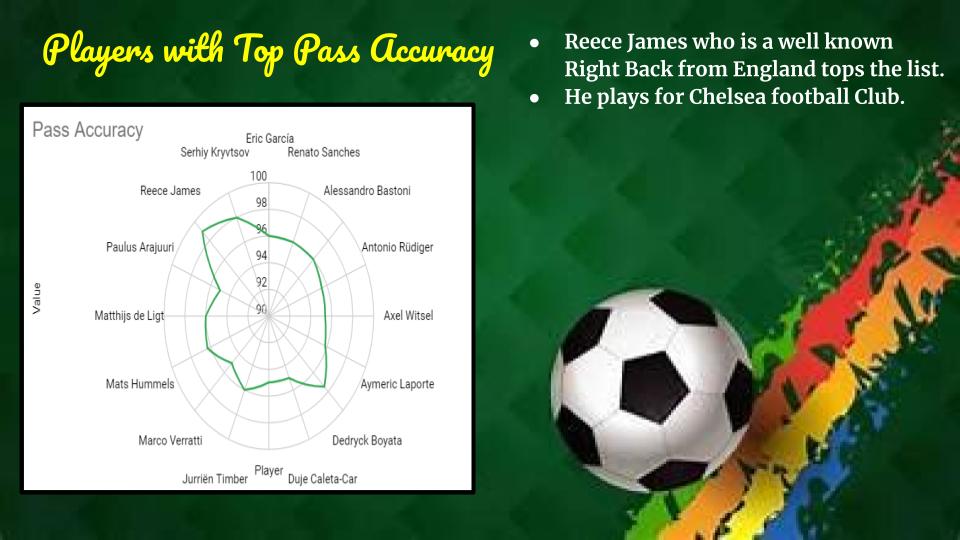 Players with Top Pass Accuracy
● Reece James who is a well known
Right Back from England tops the list.
● He plays for Chelsea football Club.
Pass Accuracy
Eric García
Serhiy Kryvtsov
Renato Sanches
Reece James
Alessandro Bastoni
Paulus Arajuuri
Antonio Rüdiger
Matthijs de Ligt
Axel Witsel
Mats Hummels
Aymeric Laporte
Marco Verratti
Dedryck Boyata
Jurriën Timber
Player
Duje Caleta-Car
100
98
96
94
92
90
Value